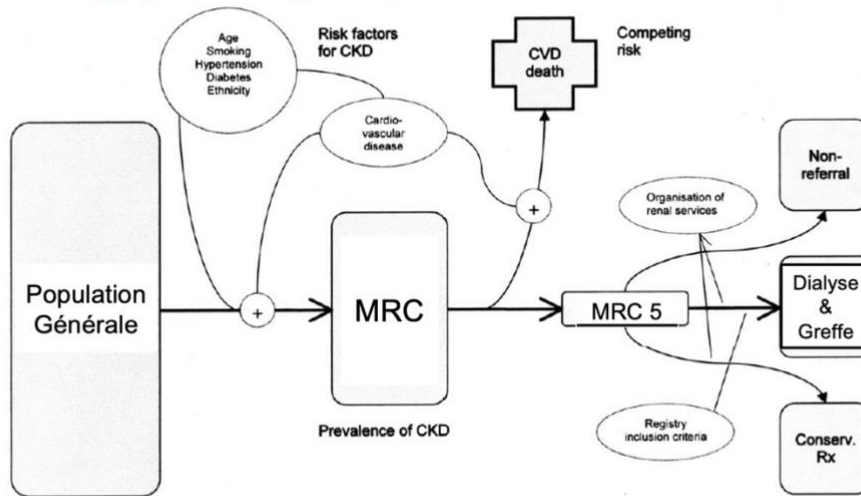 Age
Smoking
Hypertension
Diabetes
Ethnicity
Risk factors
for CKD
CVD
death
Competing
risk
Cardio-
vascular
disease
Non-
referral
Organisation of
renal services
+
+
Population
Générale
MRC
MRC 5
Dialyse
&
Greffe
Prevalence of CKD
Registry
inclusion criteria
Conserv.
Rx